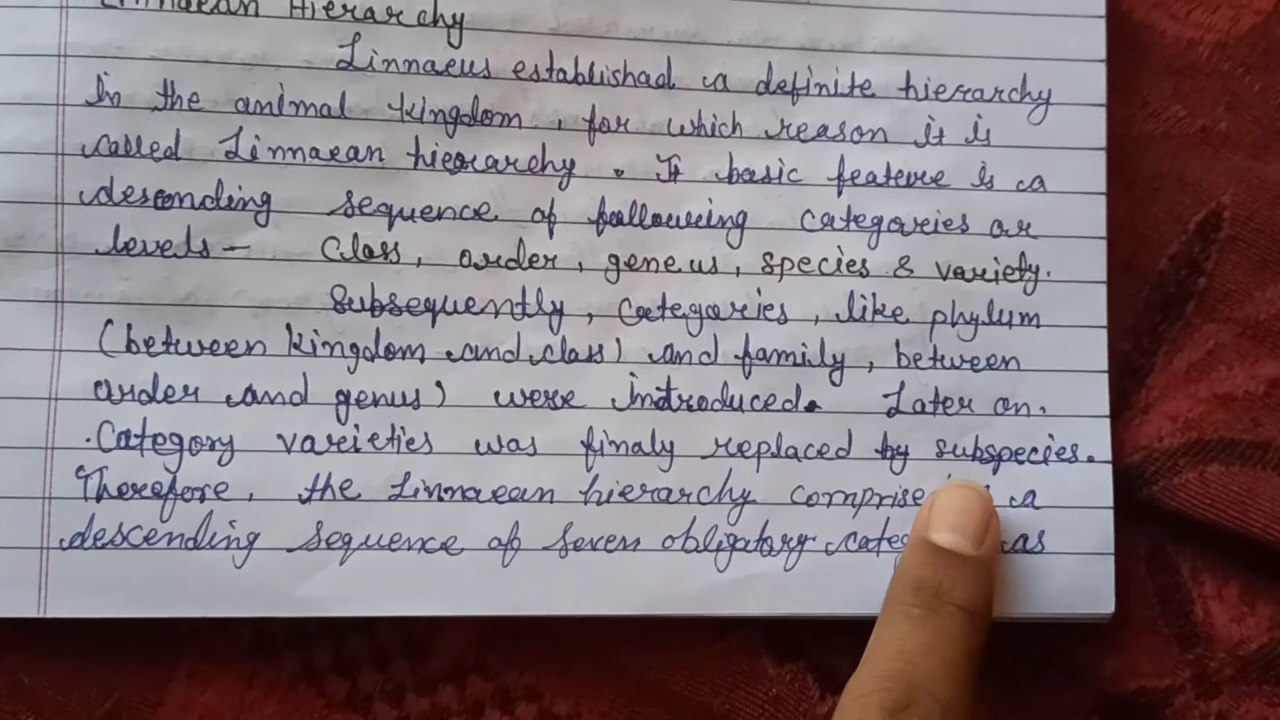 Linnaean Hierarchy
Linnaeus establishad a definite hierarchy
in the animal kingdom, for which reason it is
called Linnaean hierarchy. It basic feature is a
descending sequence of following categories or
levels - Class, order, genus, species & variety.
Subsequently, categories, like phylum
(between kingdom and class) and family, between
order and genus) were introduced. Later on.
Category varieties was finaly replaced by subspecies.
Therefore, the Linnaean hierarchy comprise a
descending sequence of seven obligatory as